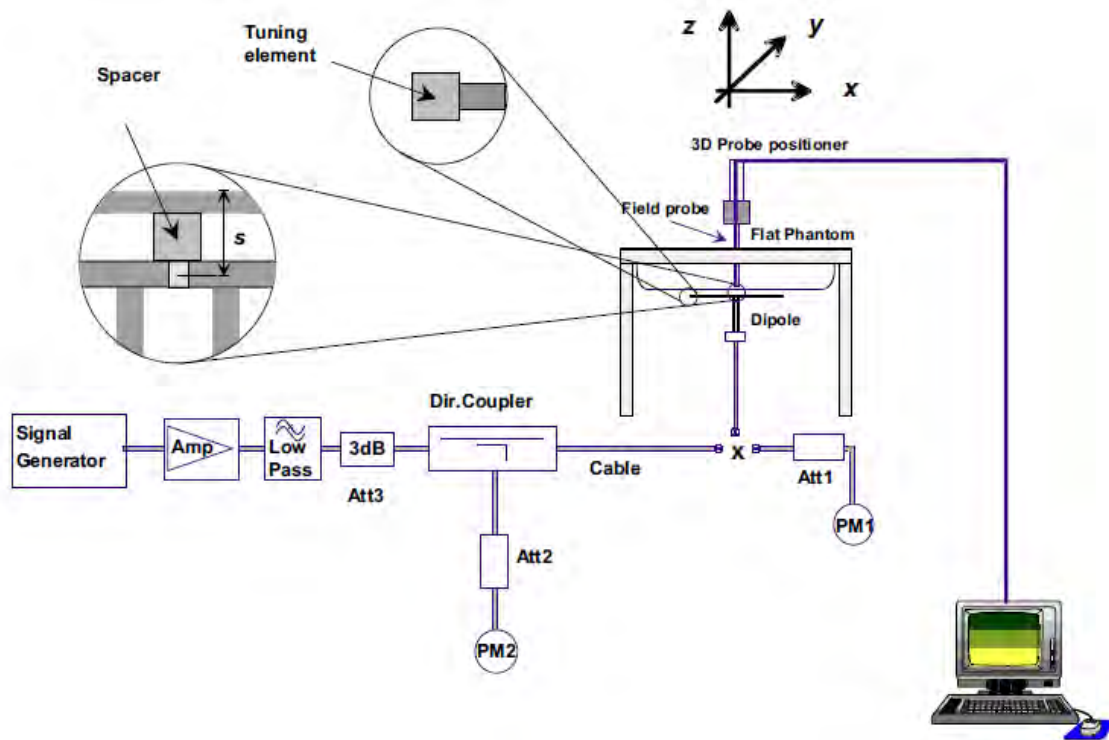 Tuning
element
Spacer
s
z
y
x
3D Probe positioner
Field probe
Flat Phantom
Dipole
Dir.Coupler
Signal
Generator
Amp
Low
Pass
3dB
Att3
Cable
x
Att1
PM1
Att2
PM2